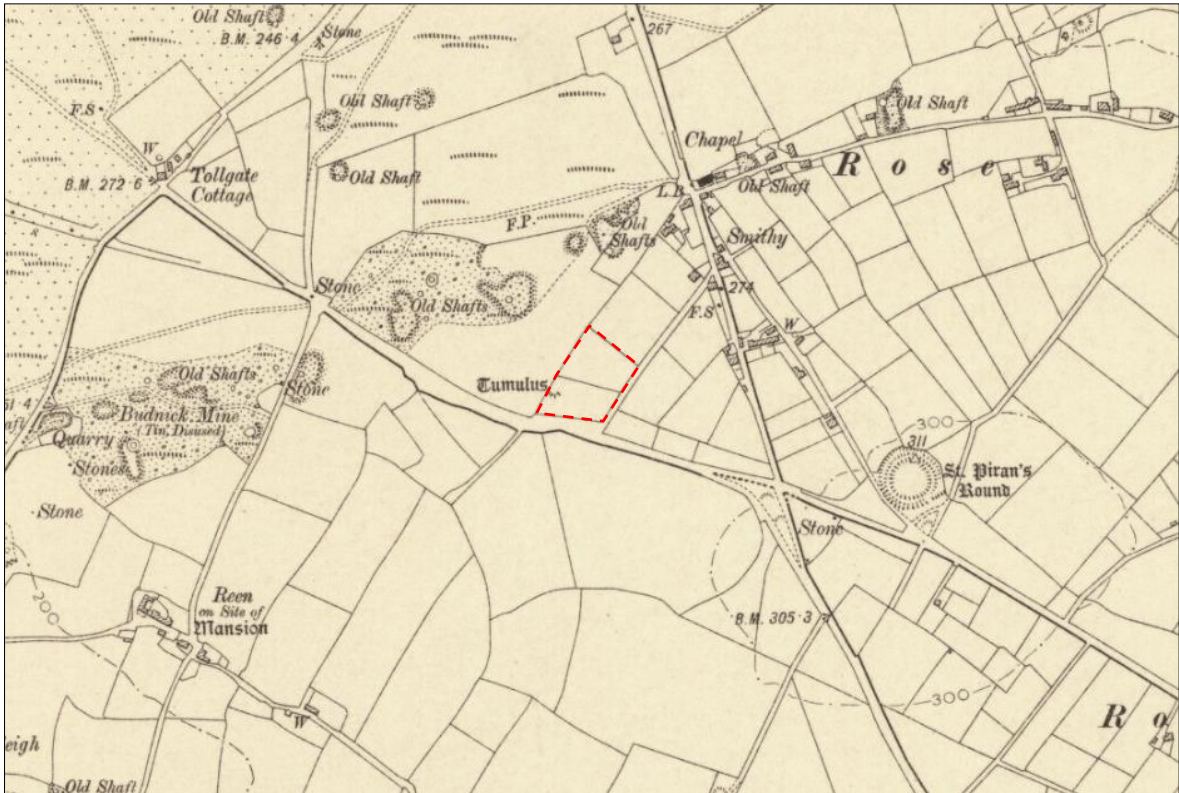 Old Shaft
B.M. 246·4
Stone
267
F.S.
Old Shaft
Old Shaft
Chapel
W
Tollgate
Cottage
B.M. 272·6
Old Shaft
L.B.
Old Shaft
Rose
F.P.
Old
Shafts
Smithy
Stone
Old Shafts
274
F.S
W
Tumulus
Old Shafts
Stone
Budnick Mine
(Tin, Disused)
Quarry
Stones
300
311
St. Piran's
Round
Stone
Stone
200
Reen
on Site of
Mansion
B.M. 305·3
300
Ro
W
eigh
Old Shaft